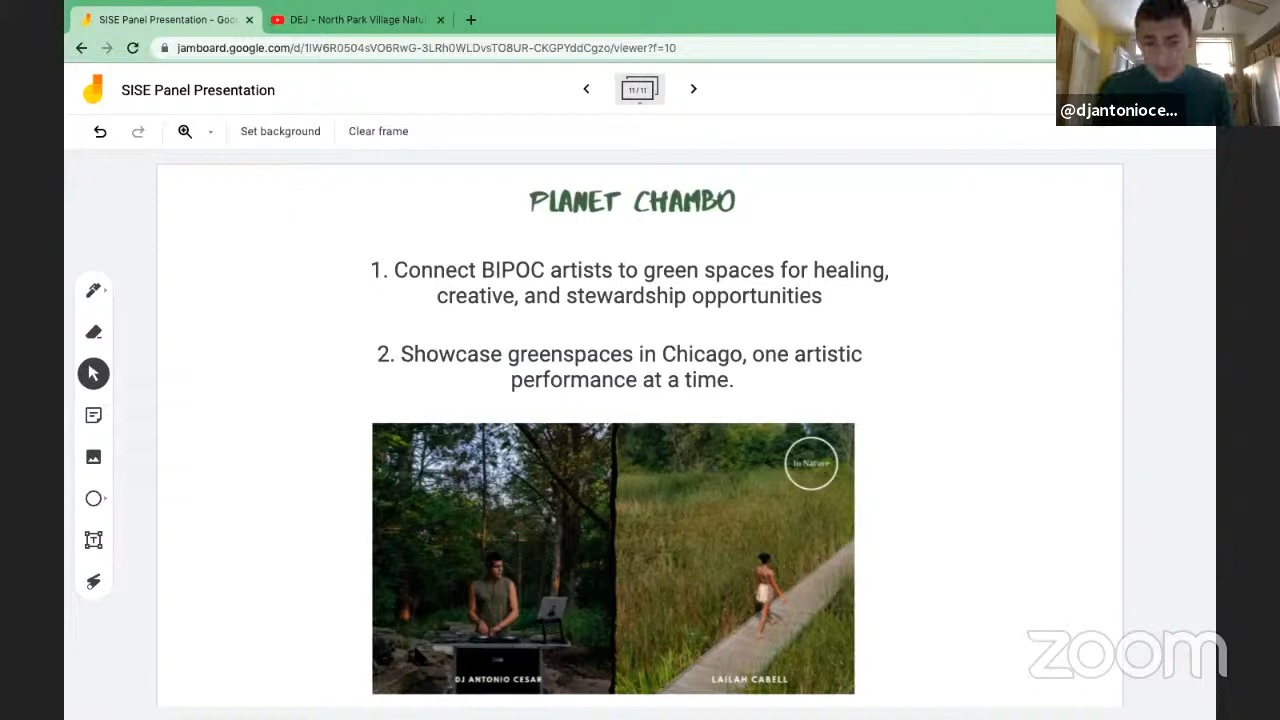 SISE Panel Presentation - Goo
DEJ - North Park Village Natu
jamboard.google.com/d/1lW6R0504sVO6RwG-3LRh0WLDvsTO8UR-CKGPYddCgzo/viewer?f=10
@djantonioce...
SISE Panel Presentation
11 / 11
Set background
Clear frame
PLANET CHAMBO
1. Connect BIPOC artists to green spaces for healing,
creative, and stewardship opportunities
2. Showcase greenspaces in Chicago, one artistic
performance at a time.
In Nature
DJ ANTONIO CESAR
LAILAH CABELL
zoom